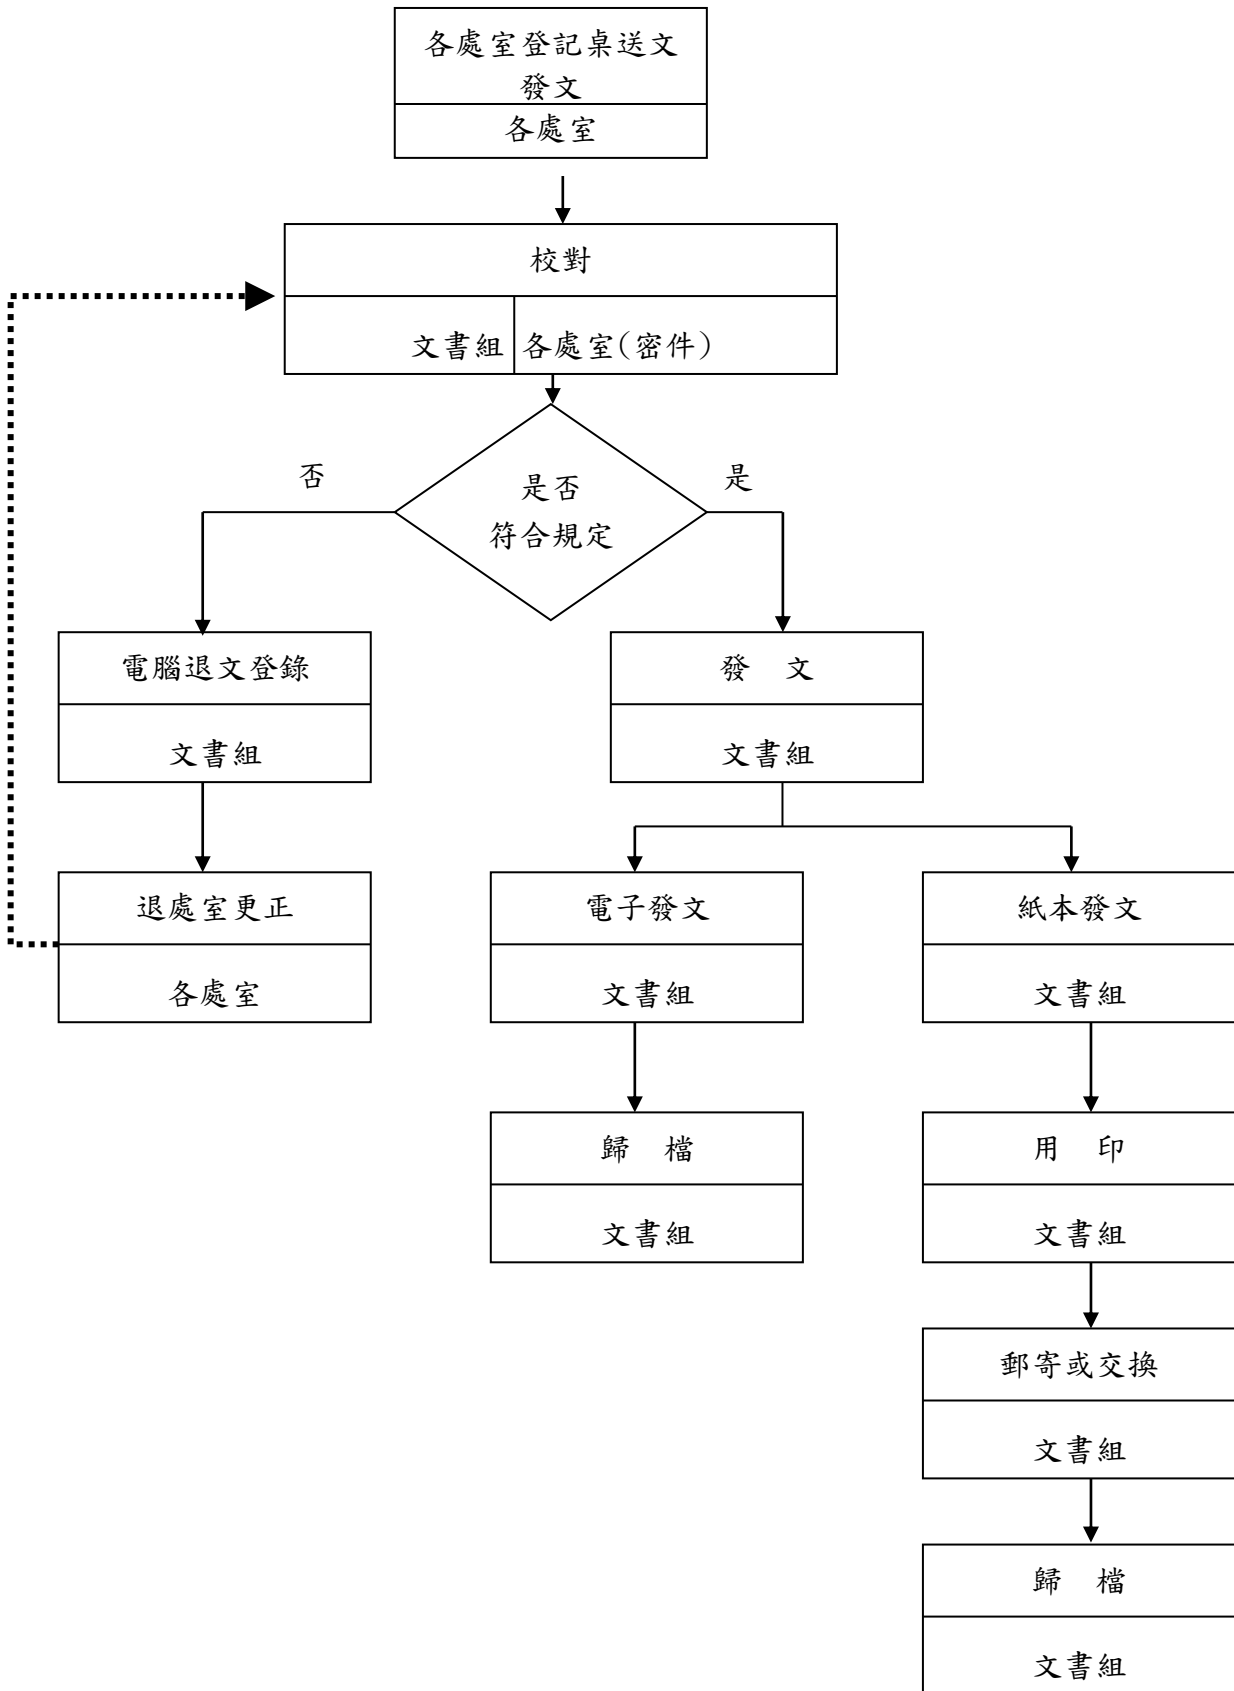 各處室登記桌送文
發文
各處室
校對
文書組
各處室(密件)
否
是
是否
符合規定
電腦退文登錄
文書組
發　文
文書組
退處室更正
各處室
電子發文
文書組
紙本發文
文書組
歸　檔
文書組
用　印
文書組
郵寄或交換
文書組
歸　檔
文書組